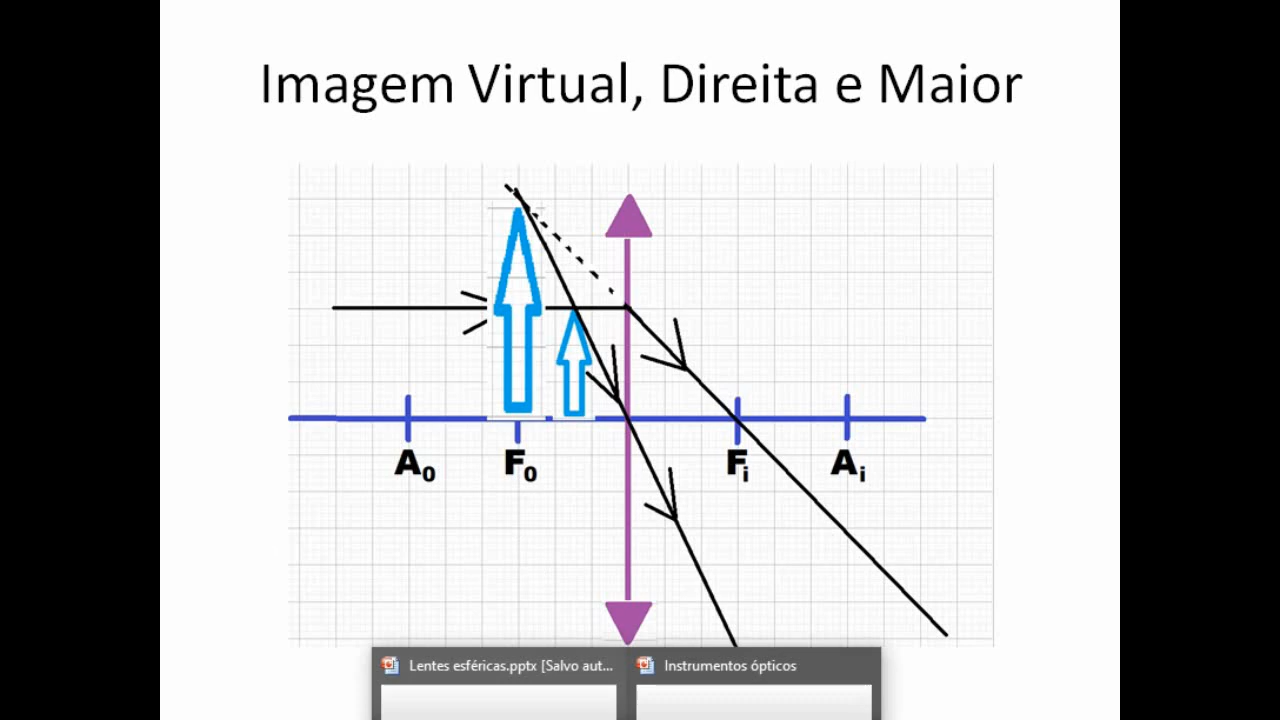 Imagem Virtual, Direita e Maior
A₀ F₀ Fᵢ Aᵢ
Lentes esféricas.pptx [Salvo aut... Instrumentos ópticos